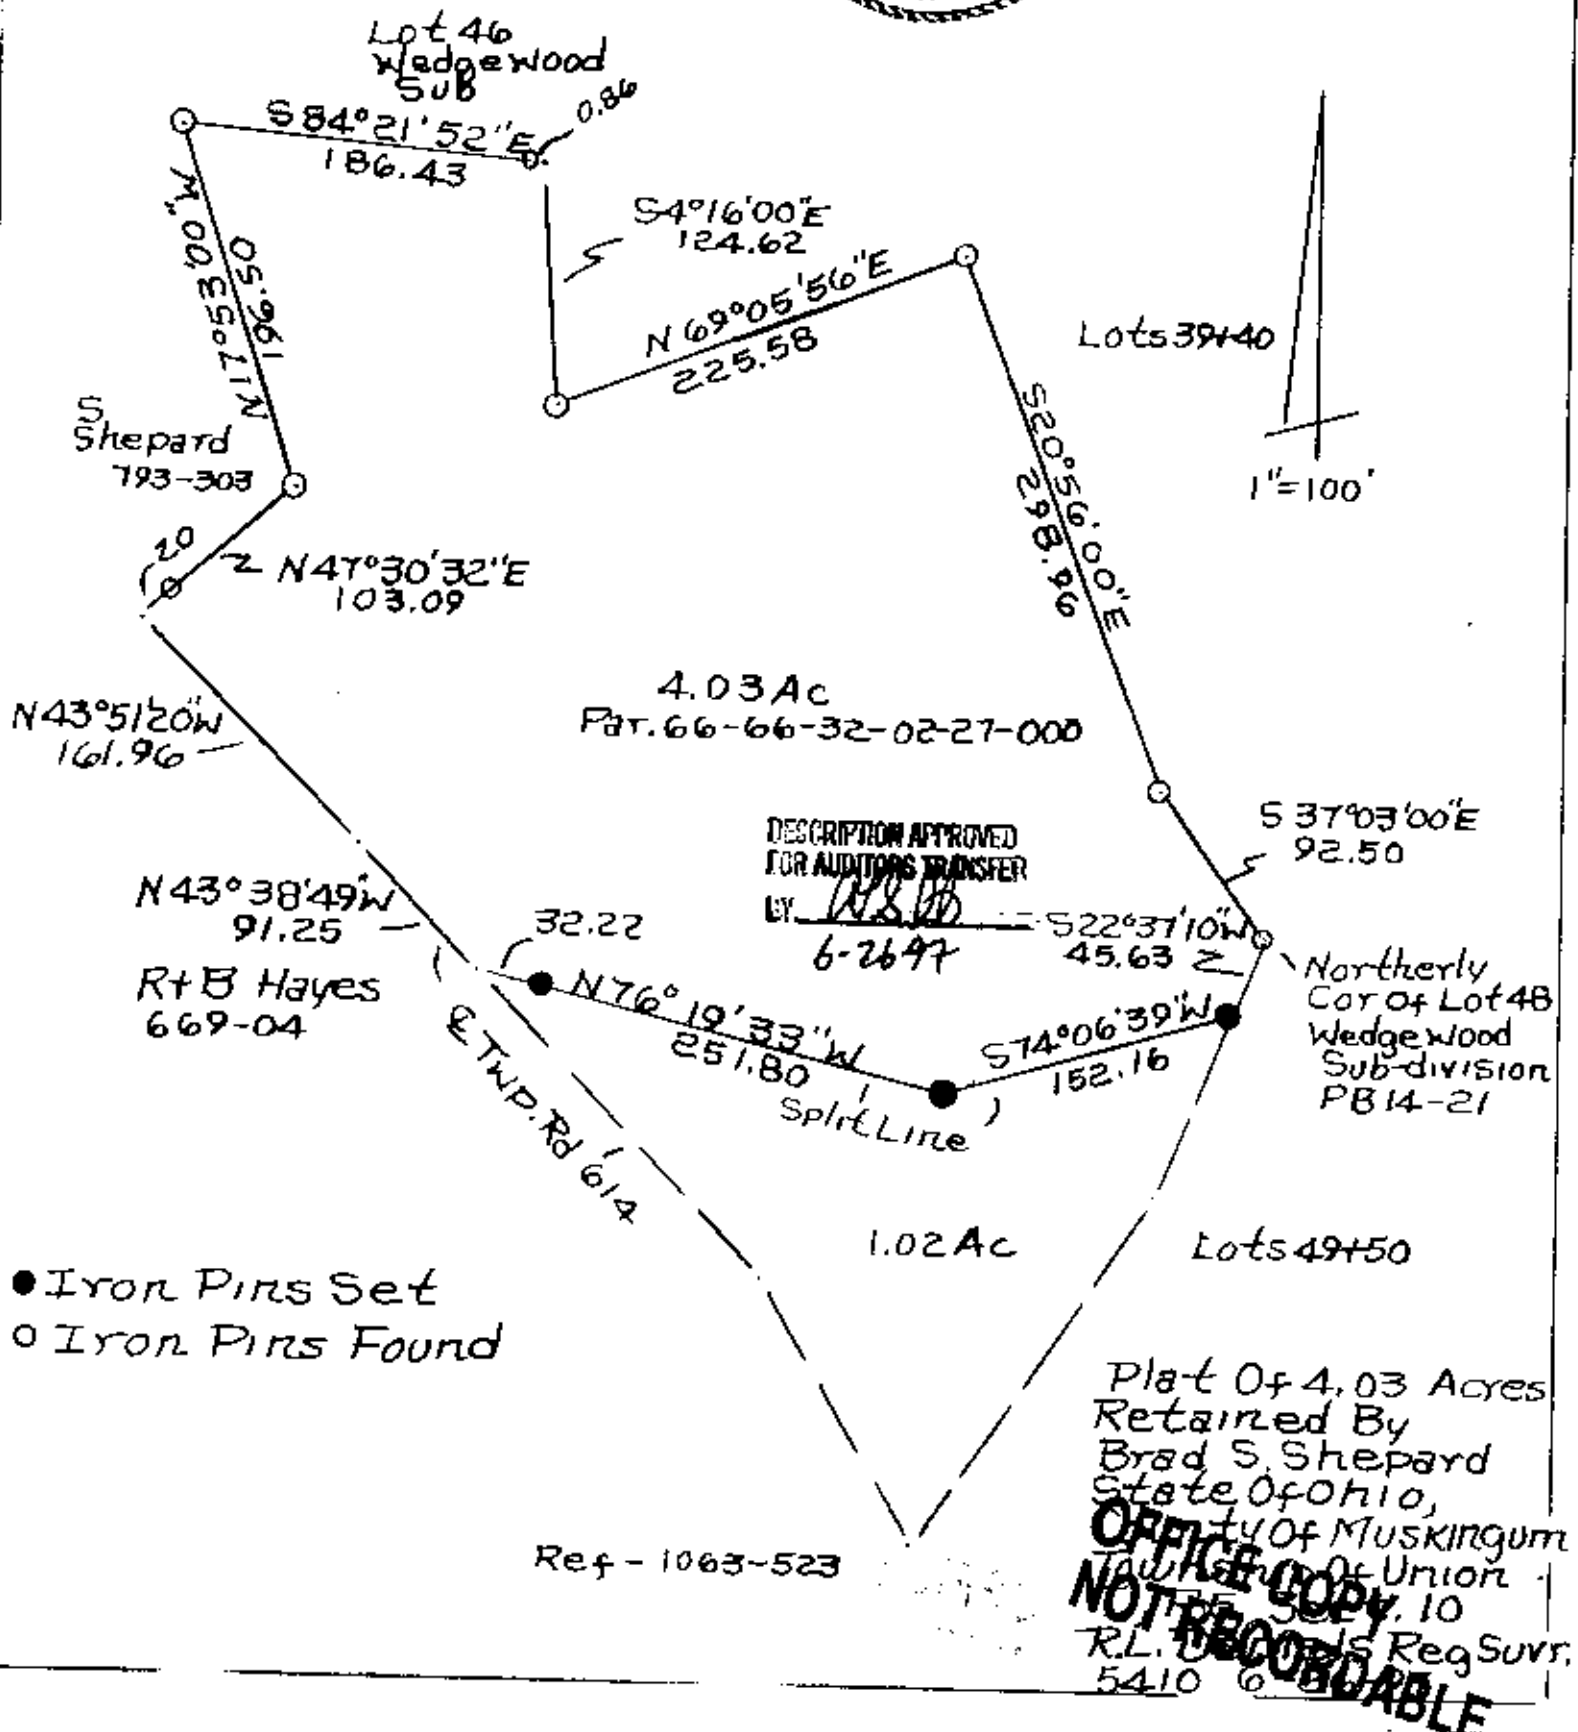 Lot 46
Wedgewood
Sub
0.86
S84°21'52"E
186.43
S4°16'00"E
124.62
N17°53'00"W
196.50
N69°05'56"E
225.58
Lots 39+40
S20°56'00"E
298.96
1"=100'
S
Shepard
793-303
20
N47°30'32"E
103.09
4.03 Ac
Par. 66-66-32-02-27-000
N43°51'20"W
161.96
S37°03'00"E
92.50
DESCRIPTION APPROVED
FOR AUDITORS TRANSFER
BY
6-26-97
N43°38'49"W
91.25
32.22
S22°37'10"W
45.63
R+B Hayes
669-04
Northerly
Cor Of Lot 48
Wedgewood
Sub-division
PB 14-21
N76°19'33"W
251.80
S74°06'39"W
152.16
Split Line
℄ Twp. Rd 614
1.02 Ac
Lots 49+50
Iron Pins Set
Iron Pins Found
Plat Of 4.03 Acres
Retained By
Brad S. Shepard
State Of Ohio,
County Of Muskingum
Township Of Union
10
R.L. Reg Suvr.
5410 6
Ref - 1063-523
OFFICE COPY
NOT RECORDABLE